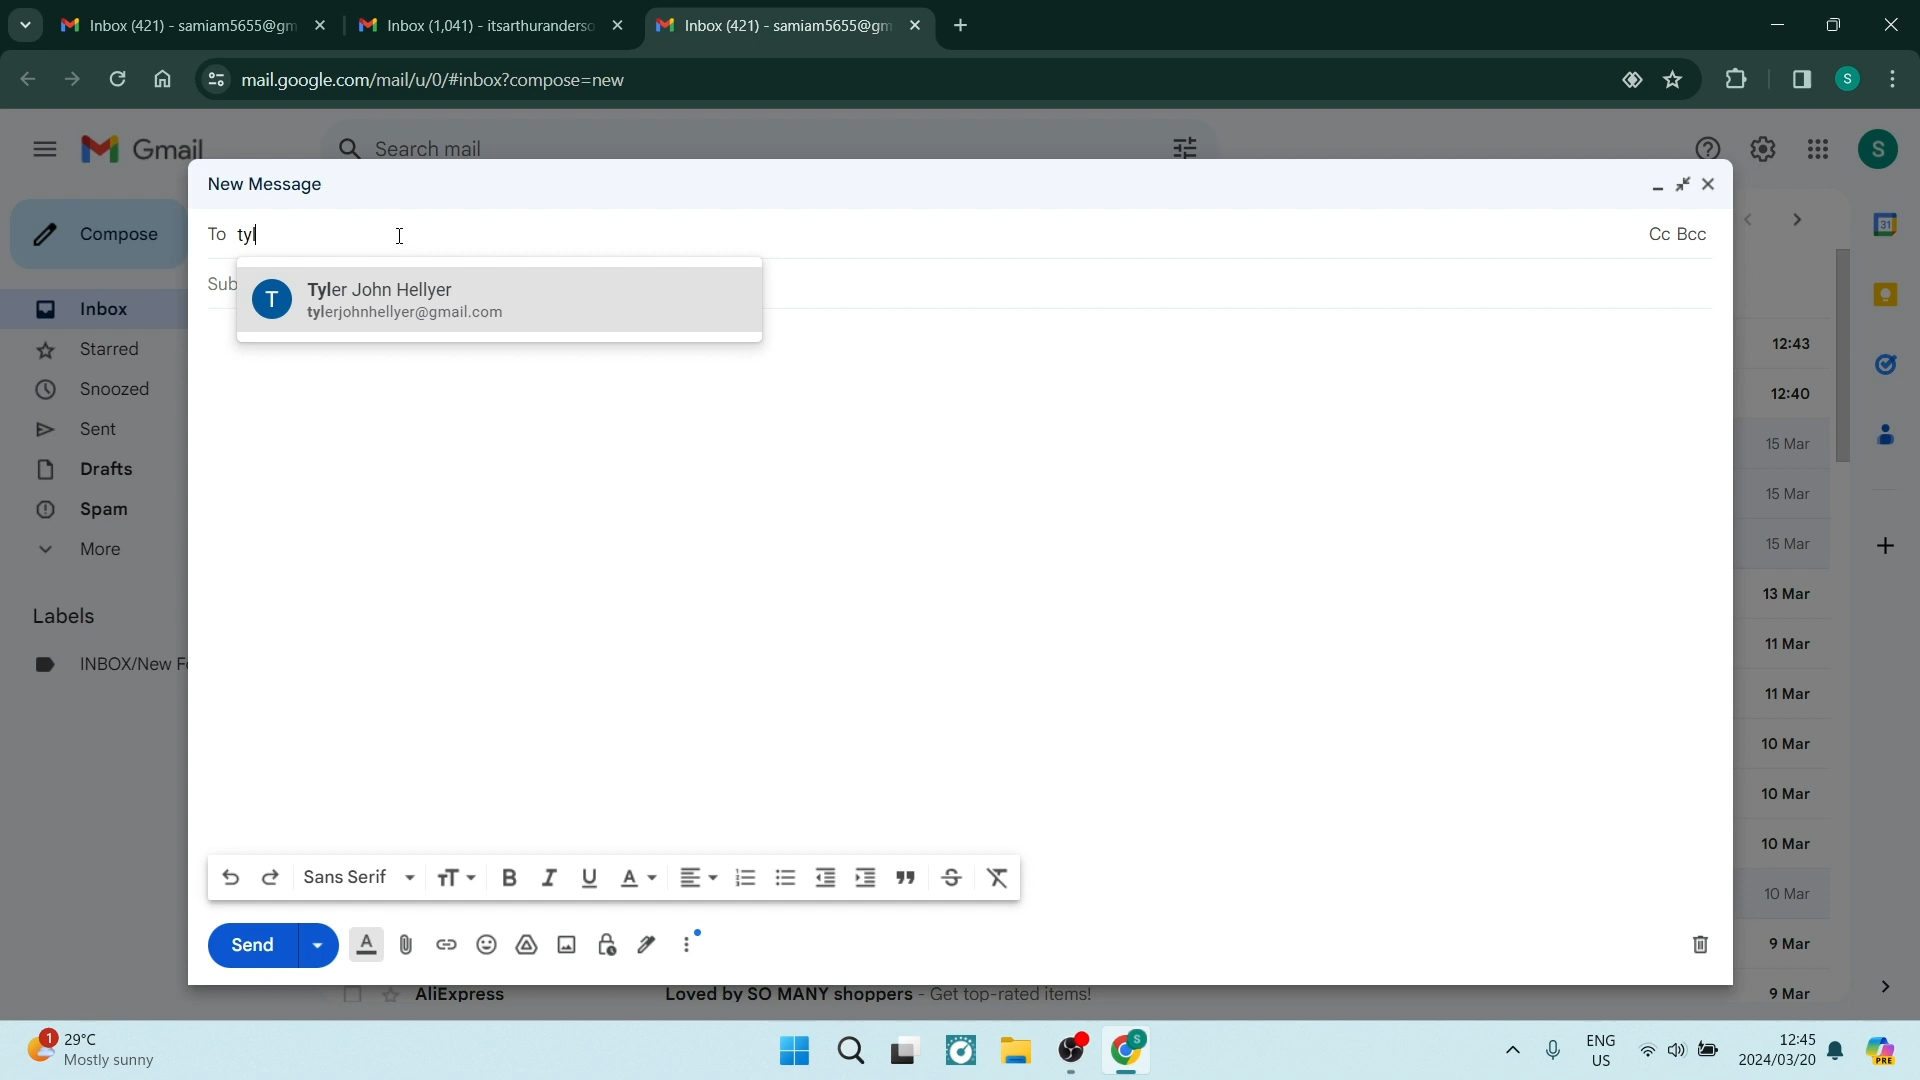 Inbox (421) - samiam5655@gm
Inbox (1,041) - itsarthuranderso
Inbox (421) - samiam5655@gm
mail.google.com/mail/u/0/#inbox?compose=new
S
Gmail
Search mail
S
New Message
Compose
To tyl
Cc Bcc
31
Sub
T
Tyler John Hellyer
tylerjohnhellyer@gmail.com
Inbox
Starred
12:43
Snoozed
12:40
Sent
15 Mar
Drafts
15 Mar
Spam
15 Mar
More
13 Mar
Labels
11 Mar
INBOX/New Fo
11 Mar
10 Mar
10 Mar
10 Mar
Sans Serif
10 Mar
Send
9 Mar
AliExpress
Loved by SO MANY shoppers - Get top-rated items!
9 Mar
1
29°C
Mostly sunny
S
ENG
US
12:45
2024/03/20
PRE